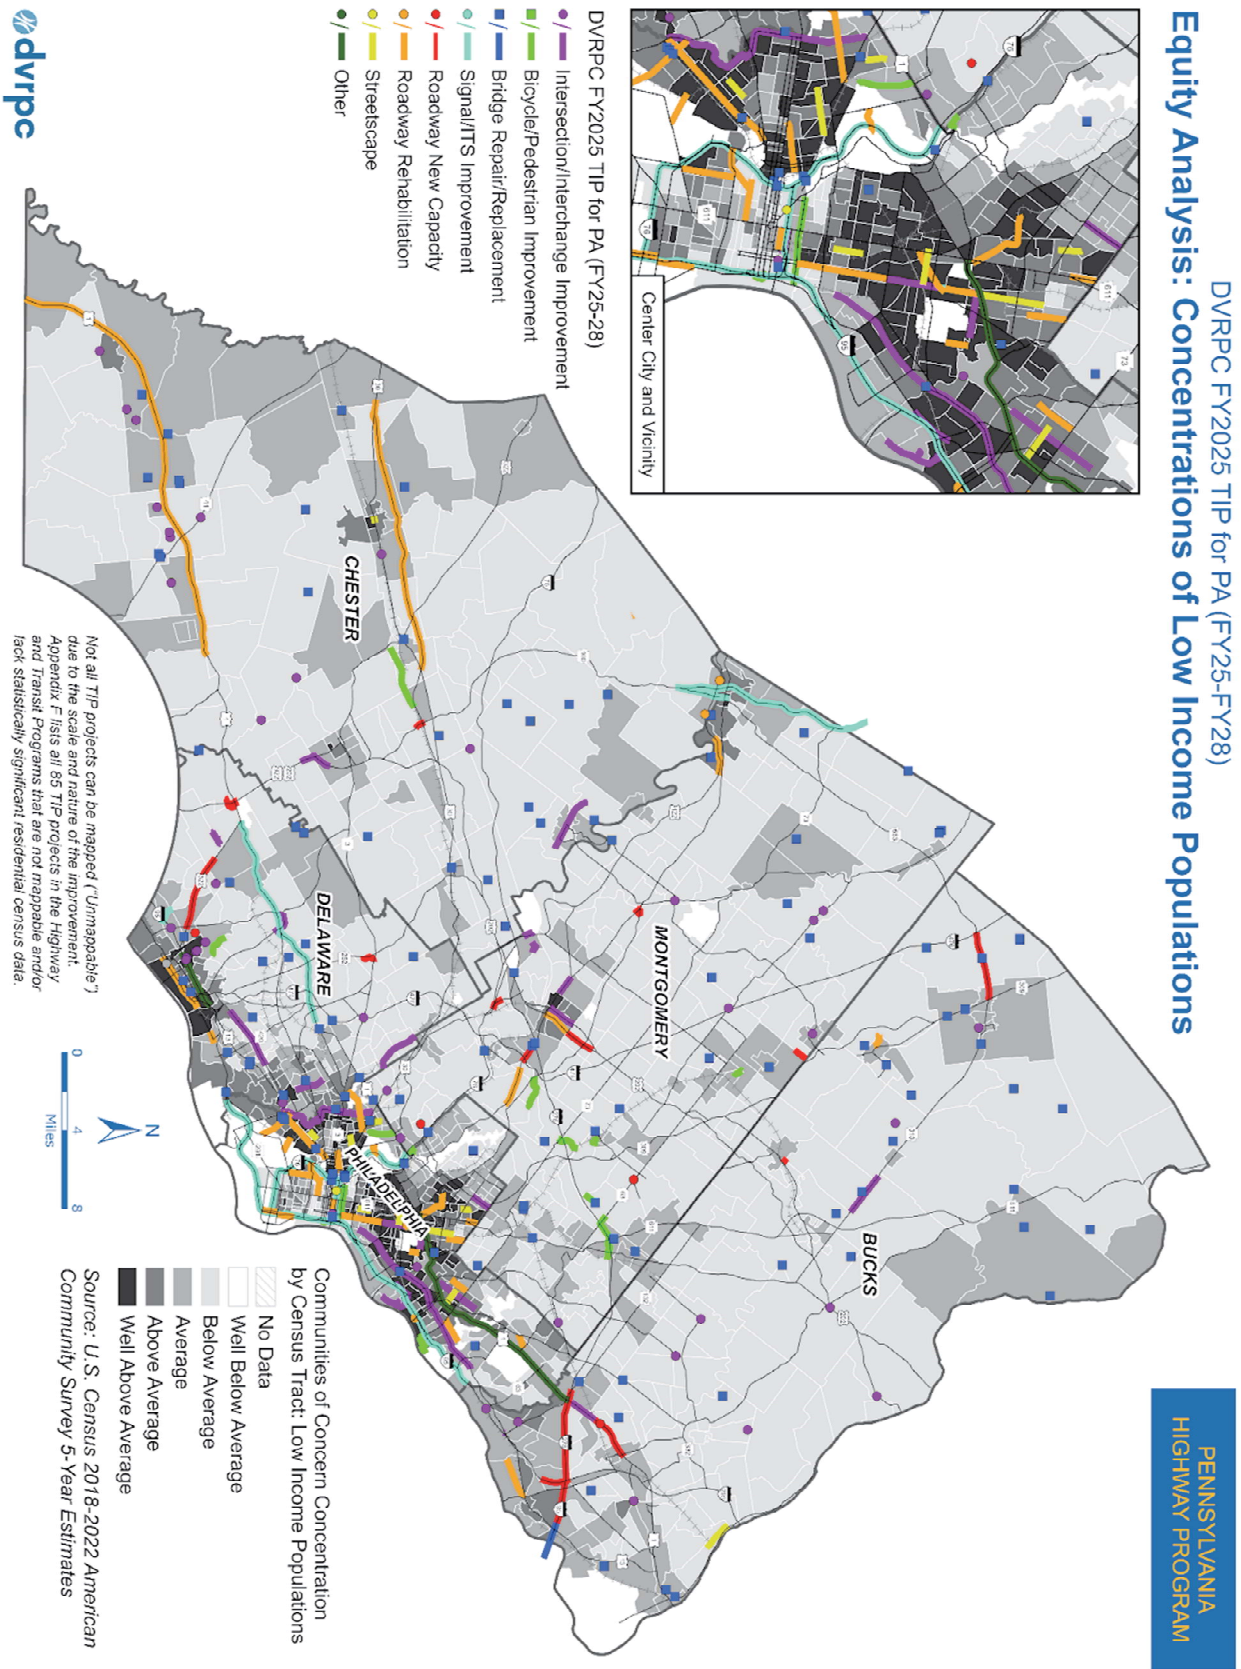 DVRPC FY2025 TIP for PA (FY25-FY28)
Equity Analysis: Concentrations of Low Income Populations
PENNSYLVANIA
HIGHWAY PROGRAM
Center City and Vicinity
DVRPC FY2025 TIP for PA (FY25-28)
Intersection/Interchange Improvement
Bicycle/Pedestrian Improvement
Bridge Repair/Replacement
Signal/ITS Improvement
Roadway New Capacity
Roadway Rehabilitation
Streetscape
Other
CHESTER
DELAWARE
MONTGOMERY
PHILADELPHIA
BUCKS
Communities of Concern Concentration
by Census Tract: Low Income Populations
No Data
Well Below Average
Below Average
Average
Above Average
Well Above Average
Source: U.S. Census 2018-2022 American
Community Survey 5-Year Estimates
N
0 4 8
Miles
Not all TIP projects can be mapped ("Unmappable")
due to the scale and nature of the improvement.
Appendix F lists all 85 TIP projects in the Highway
and Transit Programs that are not mappable and/or
lack statistically significant residential census data.
dvrpc